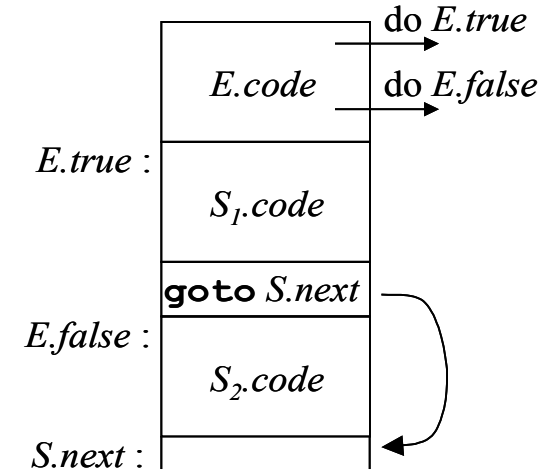 do E.true
E.code
do E.false
E.true :
S₁.code
goto S.next
E.false :
S₂.code
S.next :